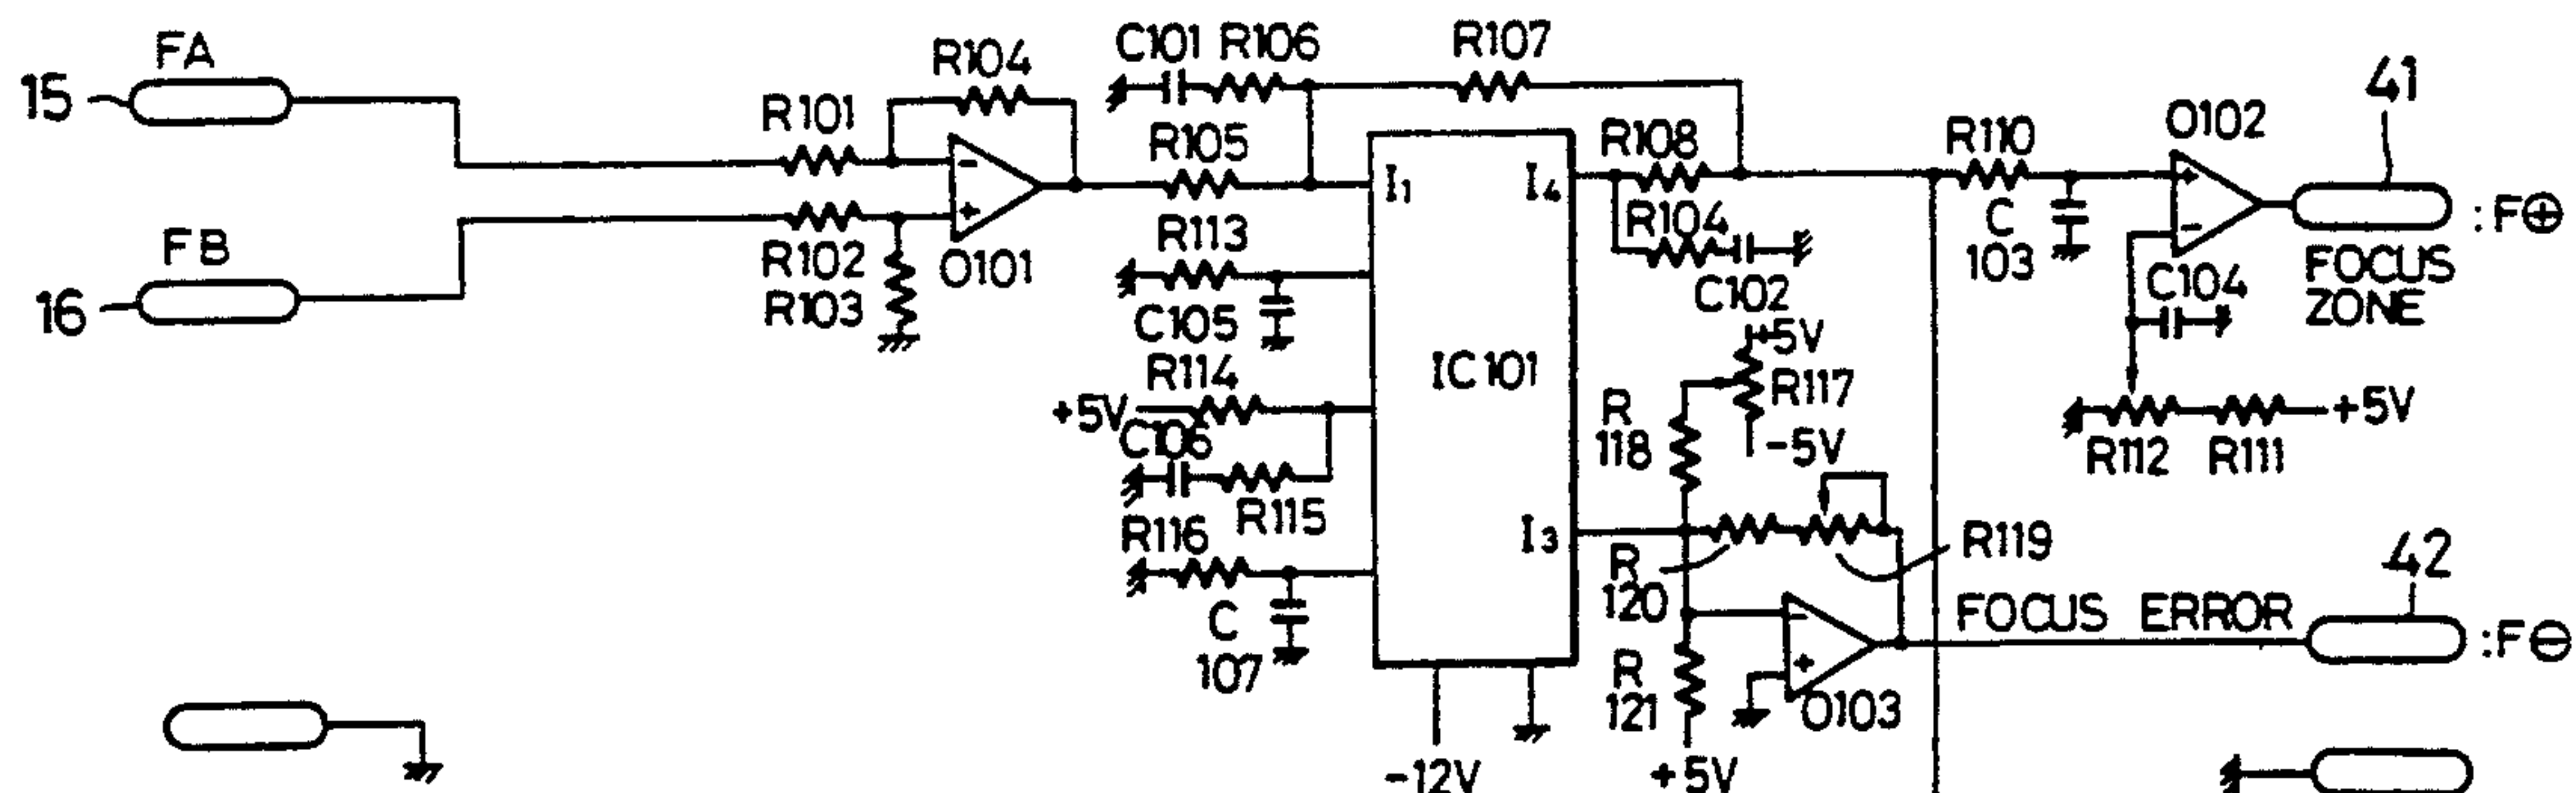 FA
15
FB
16
R101
R102
R103
R104
O101
C101 R106
R105
R107
R113
C105
R114
+5V
C106
R115
R116
C
107
I1
I4
IC101
I3
-12V
R108
R104
C102
+5V
R117
-5V
R
118
R
120
R119
R
121
+5V
O103
R110
C
103
O102
C104
R112 R111
+5V
41
:F⊕
FOCUS
ZONE
42
FOCUS ERROR
:F⊖